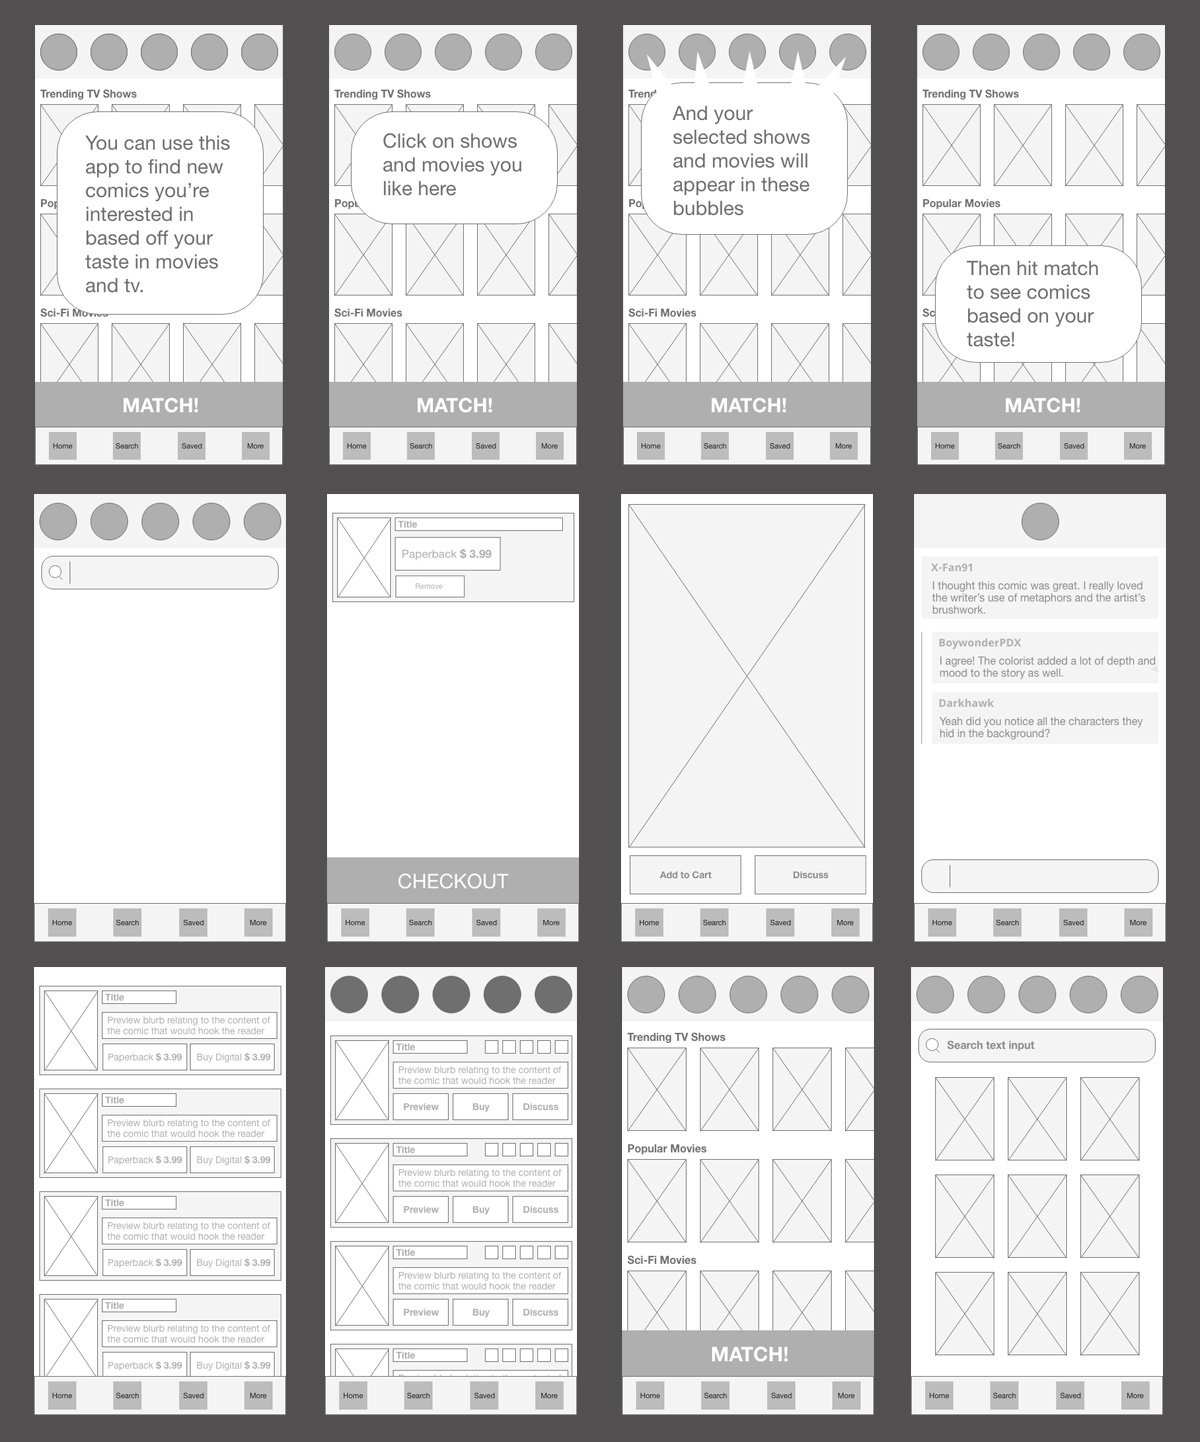 Trending TV Shows
You can use this
app to find new
comics you're
interested in
based off your
taste in movies
and tv.
Sci-Fi Movies
MATCH!
Home Search Saved More
Trending TV Shows
Click on shows
and movies you
like here
Sci-Fi Movies
MATCH!
Home Search Saved More
And your
selected shows
and movies will
appear in these
bubbles
Sci-Fi Movies
MATCH!
Home Search Saved More
Trending TV Shows
Popular Movies
Then hit match
to see comics
based on your
taste!
MATCH!
Home Search Saved More
Home Search Saved More
Title
Paperback $ 3.99
Remove
CHECKOUT
Home Search Saved More
Add to Cart Discuss
Home Search Saved More
X-Fan91
I thought this comic was great. I really loved
the writer's use of metaphors and the artist's
brushwork.
BoywonderPDX
I agree! The colorist added a lot of depth and
mood to the story as well.
Darkhawk
Yeah did you notice all the characters they
hid in the background?
Home Search Saved More
Title
Preview blurb relating to the content of
the comic that would hook the reader
Paperback $ 3.99 Buy Digital $ 3.99
Title
Preview blurb relating to the content of
the comic that would hook the reader
Paperback $ 3.99 Buy Digital $ 3.99
Title
Preview blurb relating to the content of
the comic that would hook the reader
Paperback $ 3.99 Buy Digital $ 3.99
Title
Preview blurb relating to the content of
the comic that would hook the reader
Paperback $ 3.99 Buy Digital $ 3.99
Home Search Saved More
Title
Preview blurb relating to the content of
the comic that would hook the reader
Preview Buy Discuss
Title
Preview blurb relating to the content of
the comic that would hook the reader
Preview Buy Discuss
Title
Preview blurb relating to the content of
the comic that would hook the reader
Preview Buy Discuss
Title
Home Search Saved More
Trending TV Shows
Popular Movies
Sci-Fi Movies
MATCH!
Home Search Saved More
Search text input
Home Search Saved More